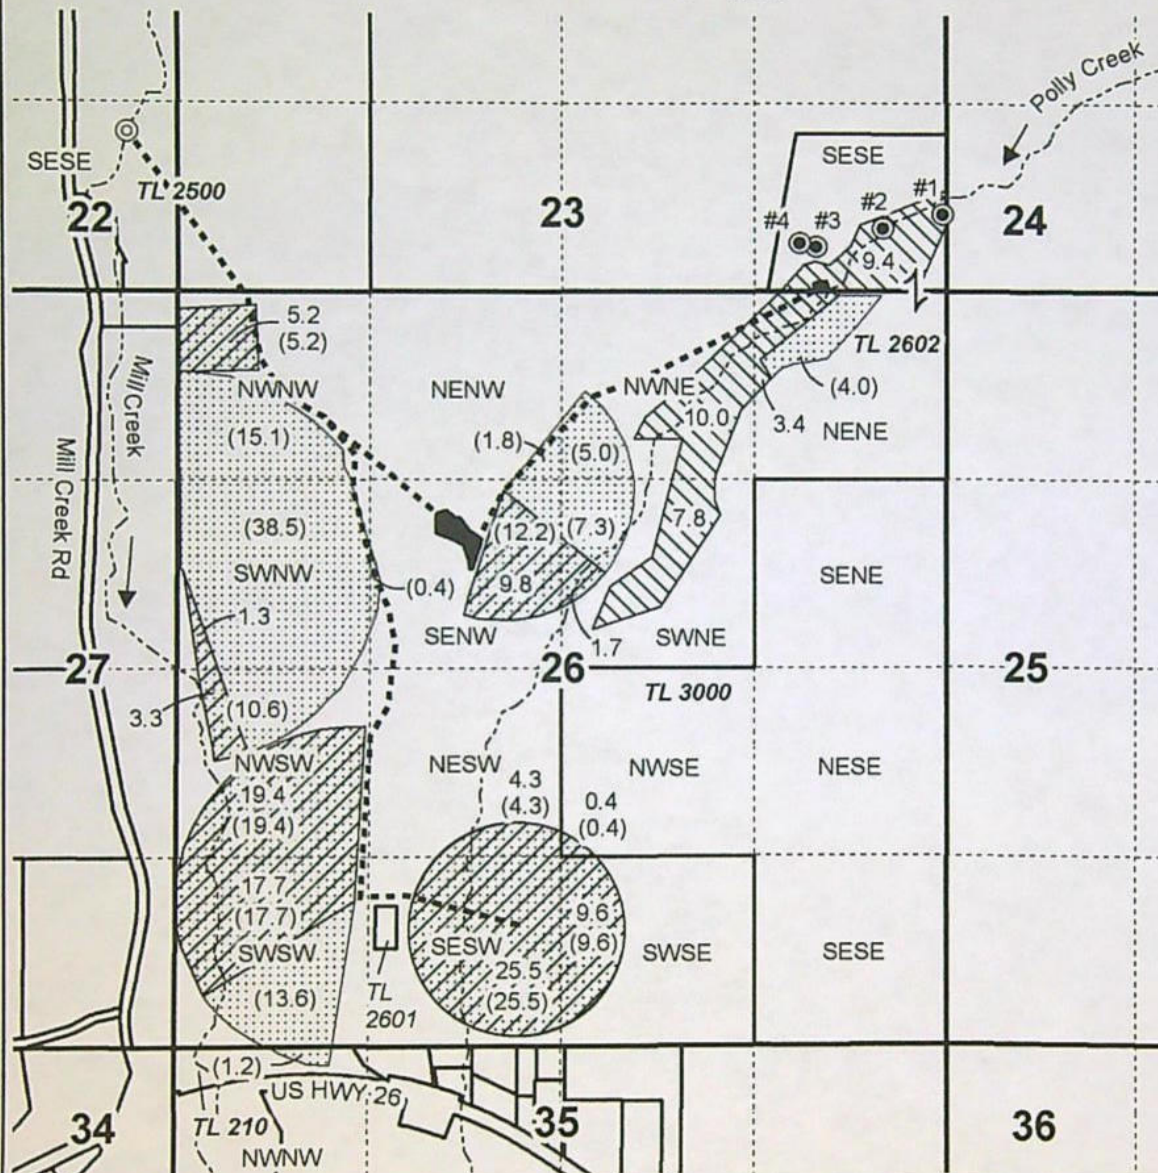 Polly Creek
SESE
SESE
TL 2500
22
23
24
#1
#2
#3
#4
9.4
5.2
(5.2)
TL 2602
NWNW
NENW
NWNE
(4.0)
Mill Creek
10.0
3.4
NENE
(15.1)
(1.8)
(5.0)
Mill Creek Rd
(38.5)
(12.2)
(7.3)
7.8
SWNW
(0.4)
9.8
SENE
1.3
SENW
1.7
SWNE
27
26
25
TL 3000
3.3
(10.6)
NWSW
NESW
NWSE
NESE
19.4
(19.4)
4.3
(4.3)
0.4
(0.4)
17.7
(17.7)
9.6
(9.6)
SWSW
SESW
SWSE
SESE
25.5
(25.5)
(13.6)
TL
2601
(1.2)
US HWY 26
34
TL 210
35
36
NWNW